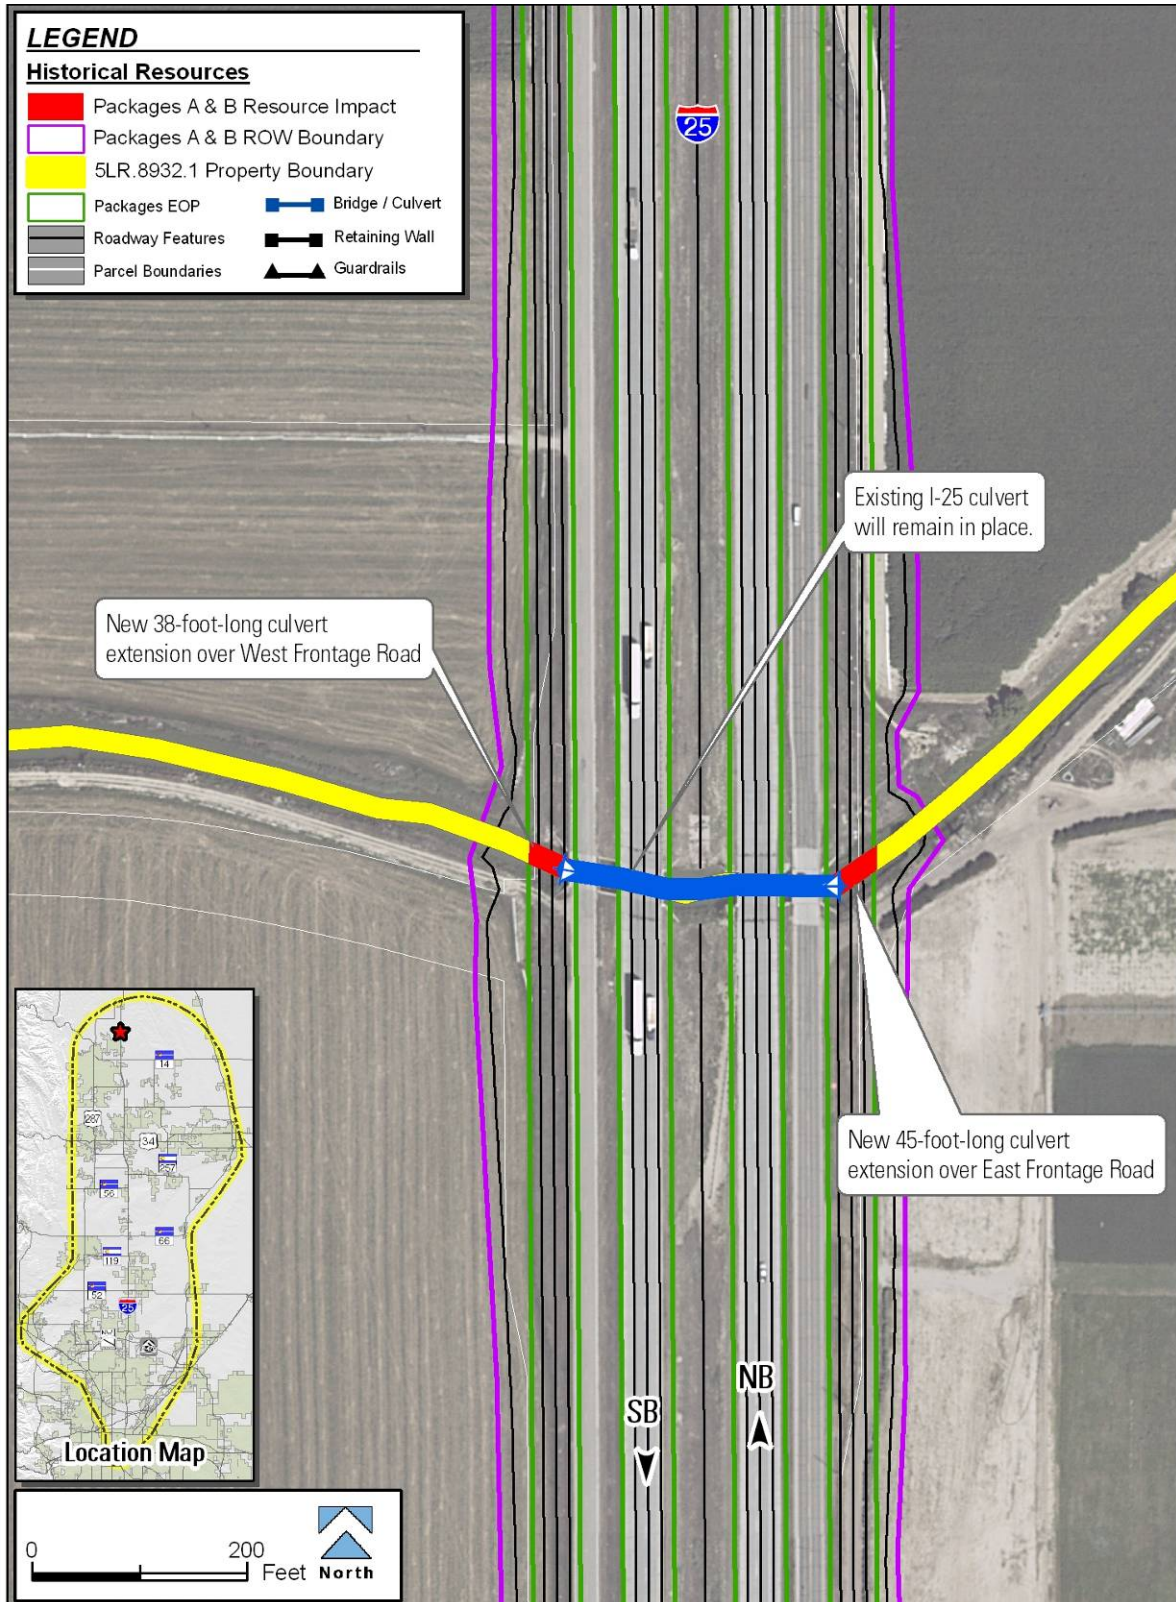 LEGEND
Historical Resources
Packages A & B Resource Impact
Packages A & B ROW Boundary
5LR.8932.1 Property Boundary
Packages EOP
Bridge / Culvert
Roadway Features
Retaining Wall
Parcel Boundaries
Guardrails
25
Existing I-25 culvert
will remain in place.
New 38-foot-long culvert
extension over West Frontage Road
New 45-foot-long culvert
extension over East Frontage Road
14
287
34
257
56
66
119
52
25
Location Map
NB
SB
0
200
Feet
North